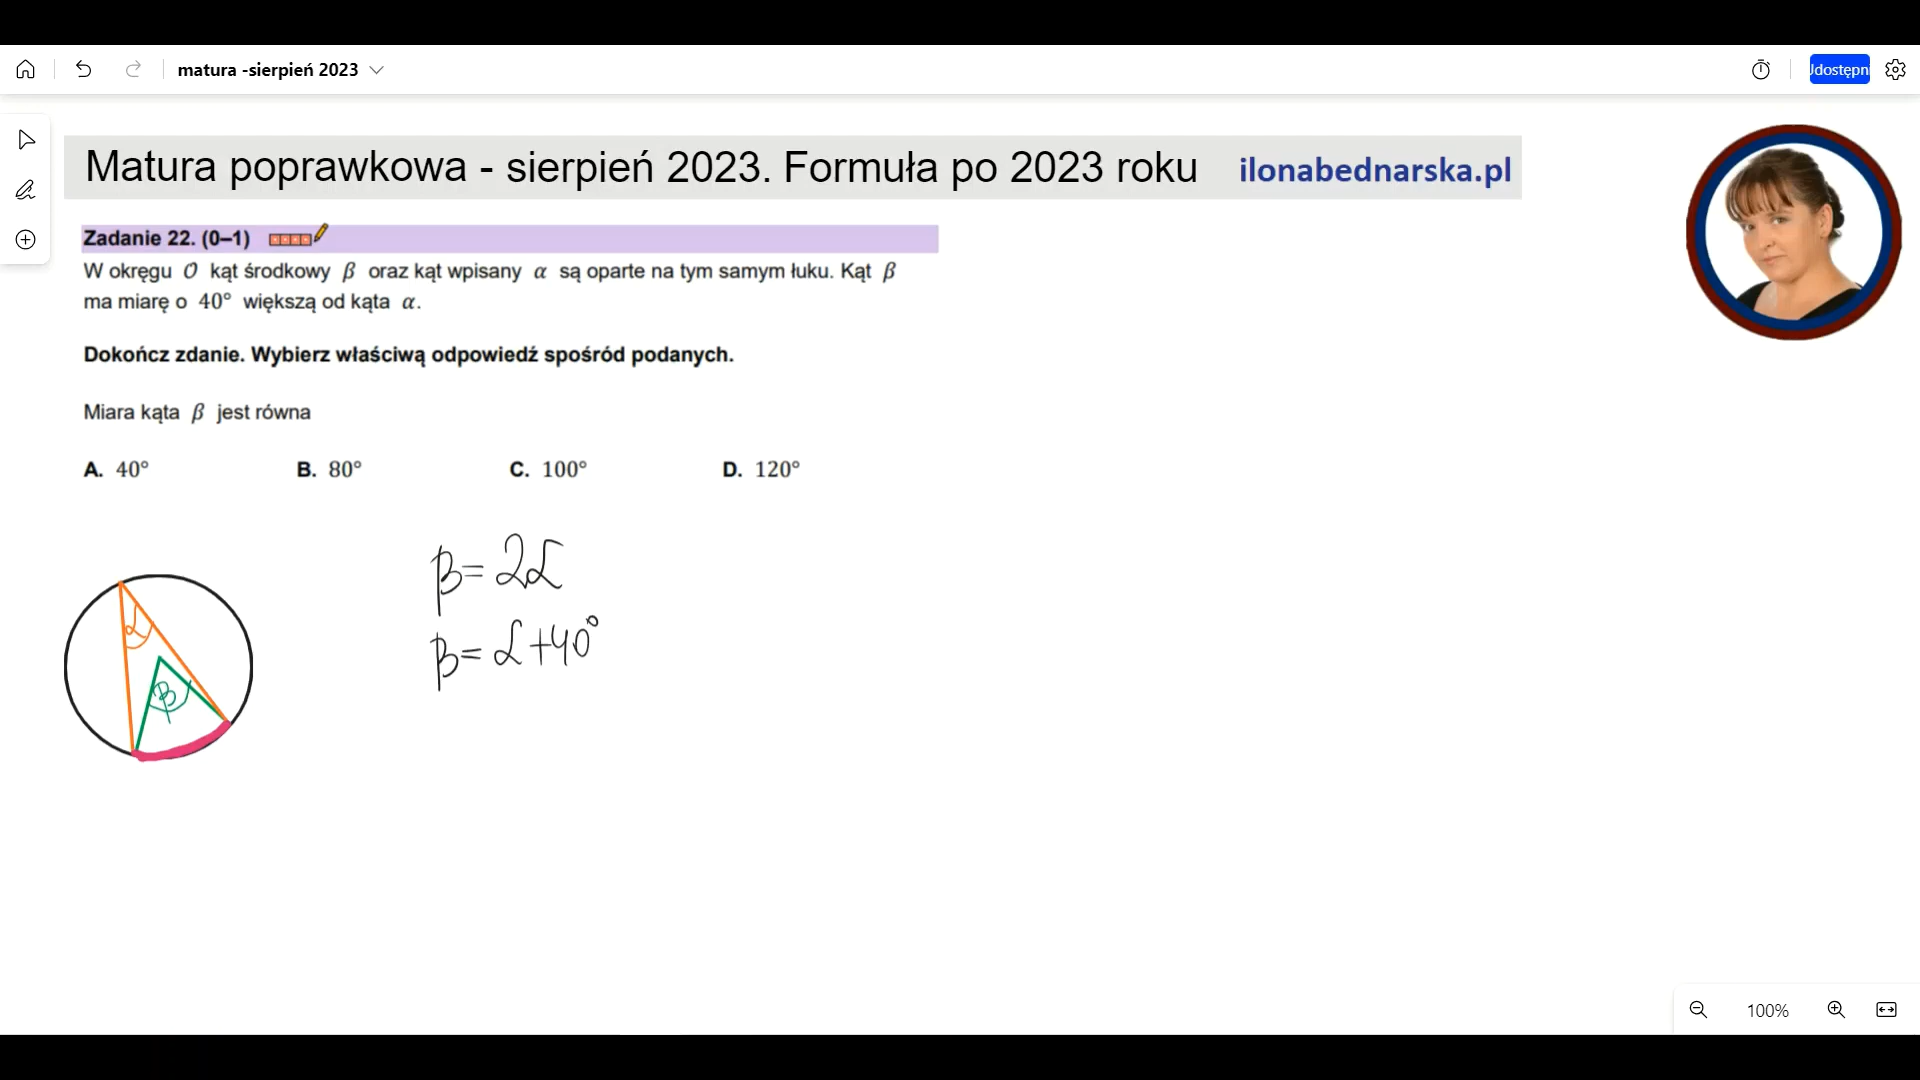 matura -sierpień 2023
Udostępni
Matura poprawkowa - sierpień 2023. Formuła po 2023 roku ilonabednarska.pl
Zadanie 22. (0–1)
W okręgu 𝒪 kąt środkowy β oraz kąt wpisany α są oparte na tym samym łuku. Kąt β
ma miarę o 40° większą od kąta α.
Dokończ zdanie. Wybierz właściwą odpowiedź spośród podanych.
Miara kąta β jest równa
A. 40° B. 80° C. 100° D. 120°
β = 2α
β = α + 40°
α
β
100%